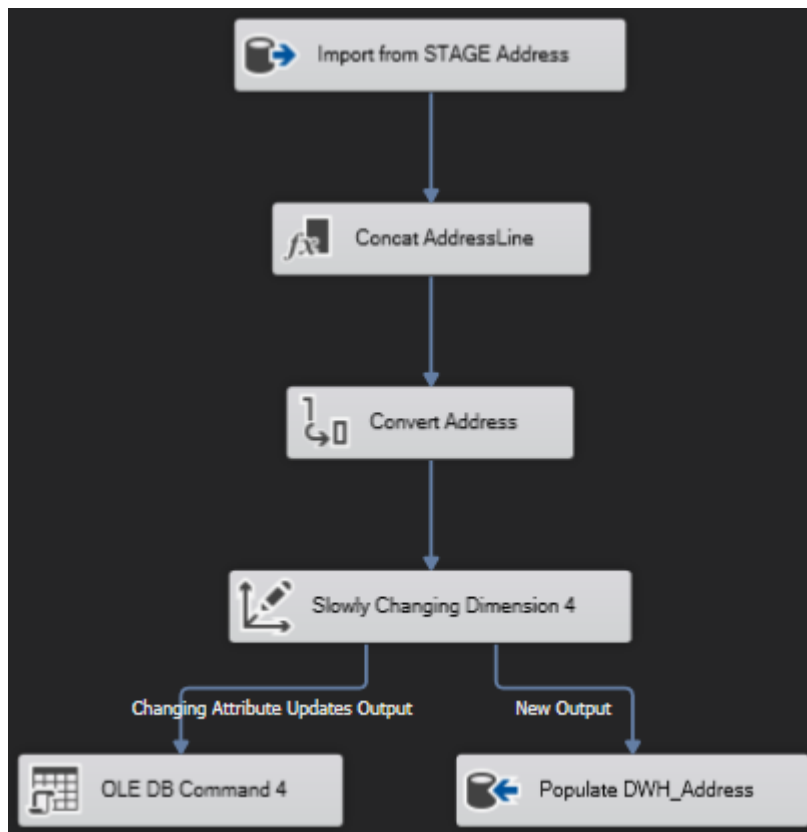 Import from STAGE Address
Concat AddressLine
Convert Address
Slowly Changing Dimension 4
Changing Attribute Updates Output
New Output
OLE DB Command 4
Populate DWH_Address